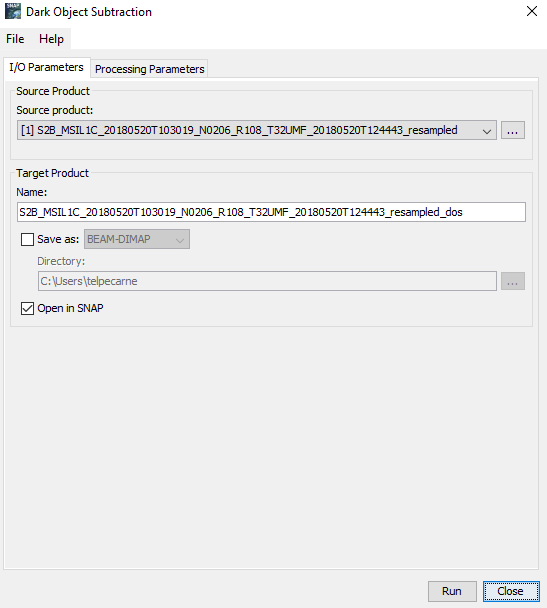 SNAP
Dark Object Subtraction
File Help
I/O Parameters Processing Parameters
Source Product
Source product:
[1] S2B_MSIL1C_20180520T103019_N0206_R108_T32UMF_20180520T124443_resampled ...
Target Product
Name:
S2B_MSIL1C_20180520T103019_N0206_R108_T32UMF_20180520T124443_resampled_dos
Save as: BEAM-DIMAP
Directory:
C:\Users\telpecarne ...
Open in SNAP
Run Close